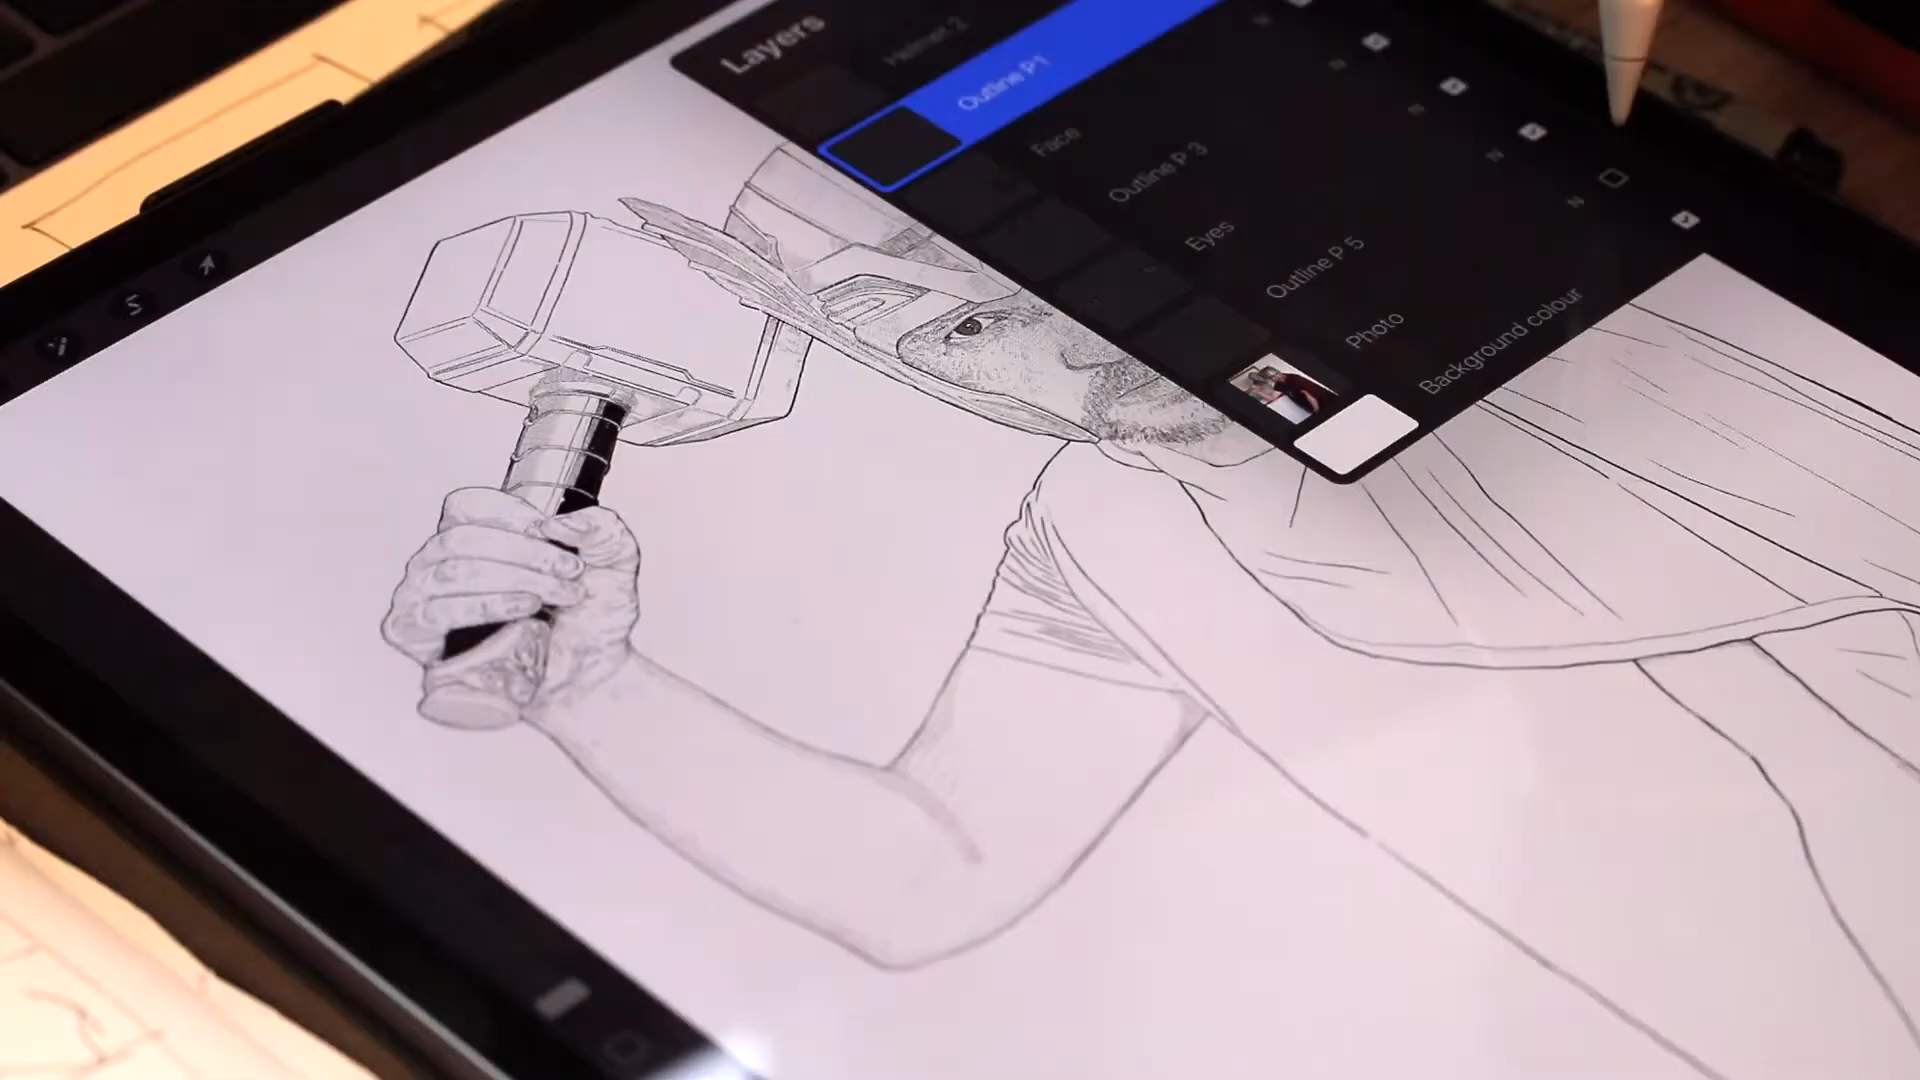 Layers
Helmet 2
Outline P1
Face
N
Outline P 3
N
Eyes
N
Outline P 5
N
Photo
N
Background colour